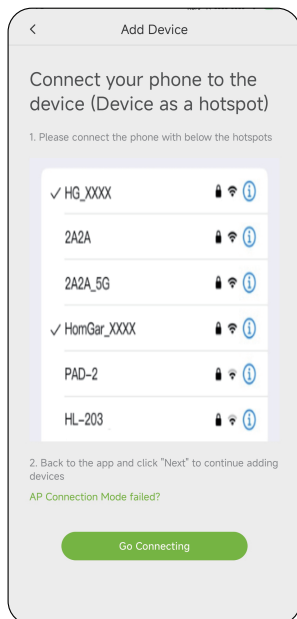 Add Device
Connect your phone to the
device (Device as a hotspot)
1. Please connect the phone with below the hotspots
HG_XXXX
2A2A
2A2A_5G
HomGar_XXXX
PAD-2
HL-203
2. Back to the app and click "Next" to continue adding
devices
AP Connection Mode failed?
Go Connecting